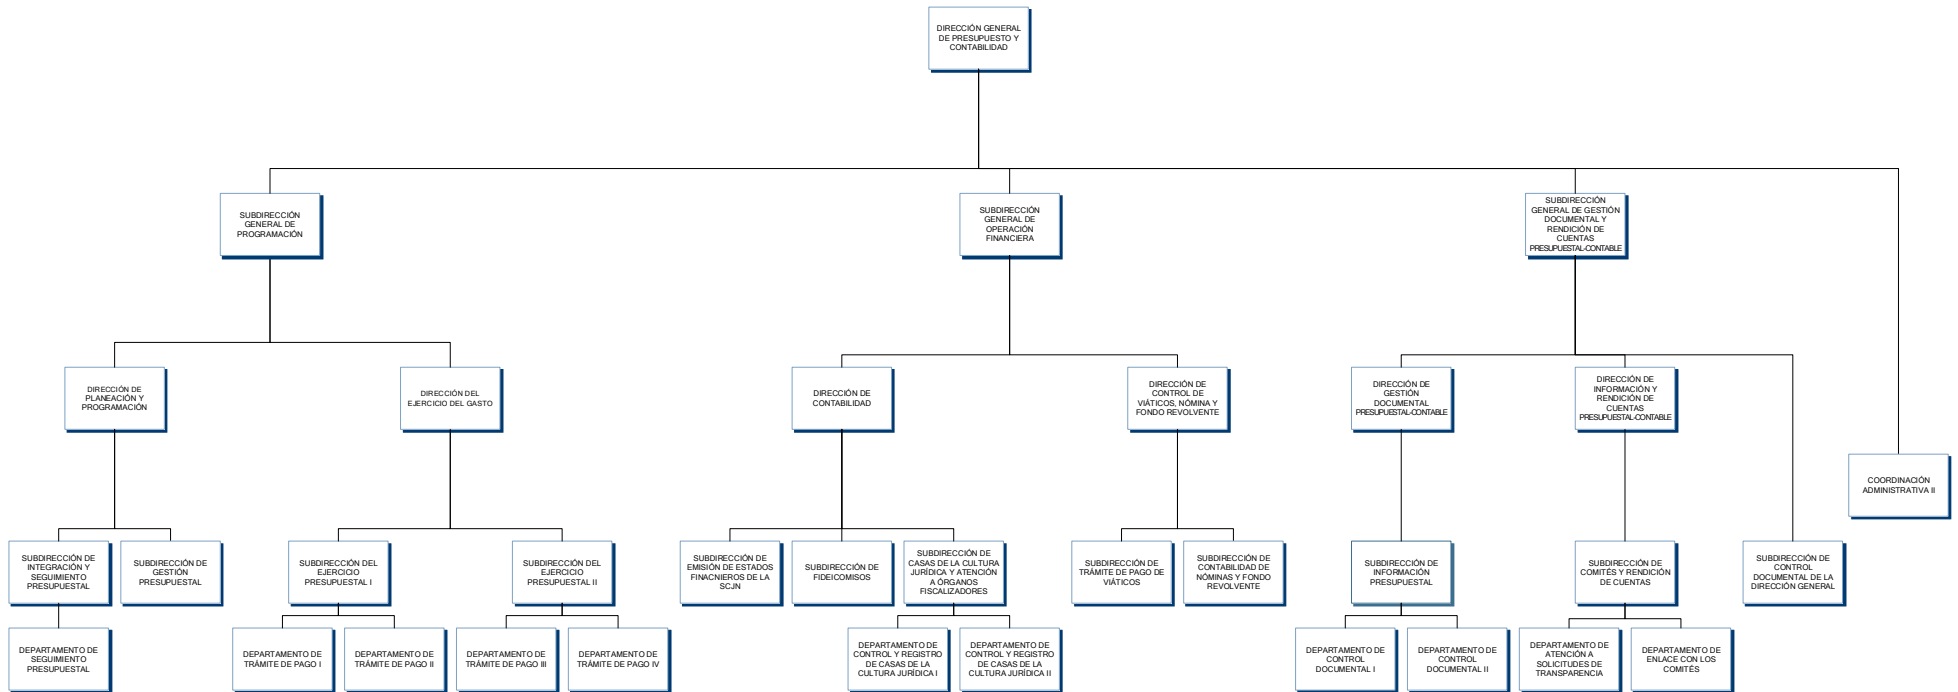 DIRECCIÓN GENERAL
DE PRESUPUESTO Y
CONTABILIDAD
SUBDIRECCIÓN
GENERAL DE
PROGRAMACIÓN
SUBDIRECCIÓN
GENERAL DE
OPERACIÓN
FINANCIERA
SUBDIRECCIÓN
GENERAL DE GESTIÓN
DOCUMENTAL Y
RENDICIÓN DE
CUENTAS
PRESUPUESTAL-CONTABLE
DIRECCIÓN DE
PLANEACIÓN Y
PROGRAMACIÓN
DIRECCIÓN DEL
EJERCICIO DEL GASTO
DIRECCIÓN DE
CONTABILIDAD
DIRECCIÓN DE
CONTROL DE
VIÁTICOS, NÓMINA Y
FONDO REVOLVENTE
DIRECCIÓN DE
GESTIÓN
DOCUMENTAL
PRESUPUESTAL-CONTABLE
DIRECCIÓN DE
INFORMACIÓN Y
RENDICIÓN DE
CUENTAS
PRESUPUESTAL-CONTABLE
COORDINACIÓN
ADMINISTRATIVA II
SUBDIRECCIÓN DE
INTEGRACIÓN Y
SEGUIMIENTO
PRESUPUESTAL
SUBDIRECCIÓN DE
GESTIÓN
PRESUPUESTAL
SUBDIRECCIÓN DEL
EJERCICIO
PRESUPUESTAL I
SUBDIRECCIÓN DEL
EJERCICIO
PRESUPUESTAL II
SUBDIRECCIÓN DE
EMISIÓN DE ESTADOS
FINACNIEROS DE LA
SCJN
SUBDIRECCIÓN DE
FIDEICOMISOS
SUBDIRECCIÓN DE
CASAS DE LA CULTURA
JURÍDICA Y ATENCIÓN
A ÓRGANOS
FISCALIZADORES
SUBDIRECCIÓN DE
TRÁMITE DE PAGO DE
VIÁTICOS
SUBDIRECCIÓN DE
CONTABILIDAD DE
NÓMINAS Y FONDO
REVOLVENTE
SUBDIRECCIÓN DE
INFORMACIÓN
PRESUPUESTAL
SUBDIRECCIÓN DE
COMITÉS Y RENDICIÓN
DE CUENTAS
SUBDIRECCIÓN DE
CONTROL
DOCUMENTAL DE LA
DIRECCIÓN GENERAL
DEPARTAMENTO DE
SEGUIMIENTO
PRESUPUESTAL
DEPARTAMENTO DE
TRÁMITE DE PAGO I
DEPARTAMENTO DE
TRÁMITE DE PAGO II
DEPARTAMENTO DE
TRÁMITE DE PAGO III
DEPARTAMENTO DE
TRÁMITE DE PAGO IV
DEPARTAMENTO DE
CONTROL Y REGISTRO
DE CASAS DE LA
CULTURA JURÍDICA I
DEPARTAMENTO DE
CONTROL Y REGISTRO
DE CASAS DE LA
CULTURA JURÍDICA II
DEPARTAMENTO DE
CONTROL
DOCUMENTAL I
DEPARTAMENTO DE
CONTROL
DOCUMENTAL II
DEPARTAMENTO DE
ATENCIÓN A
SOLICITUDES DE
TRANSPARENCIA
DEPARTAMENTO DE
ENLACE CON LOS
COMITÉS